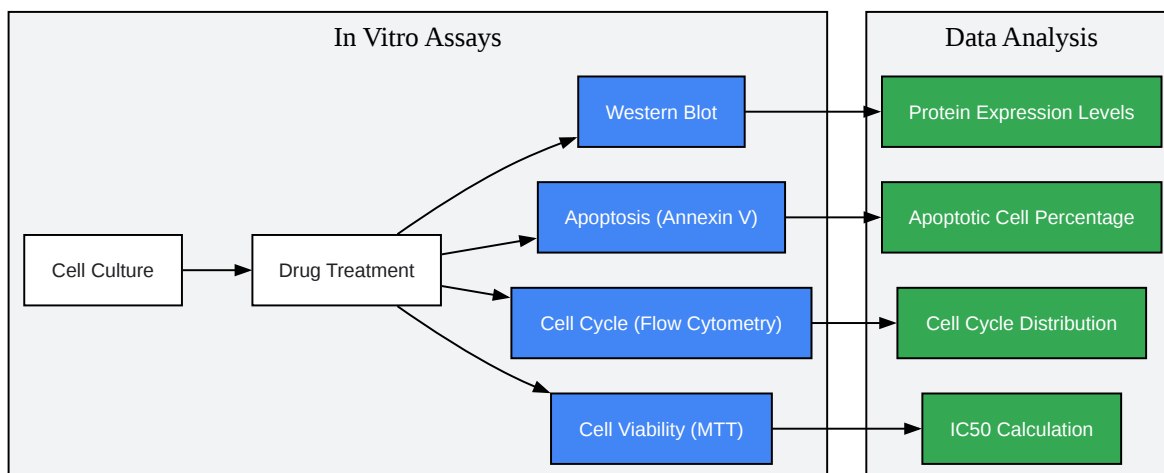 In Vitro Assays
Data Analysis
Western Blot
Protein Expression Levels
Apoptosis (Annexin V)
Apoptotic Cell Percentage
Cell Culture
Drug Treatment
Cell Cycle (Flow Cytometry)
Cell Cycle Distribution
Cell Viability (MTT)
IC50 Calculation